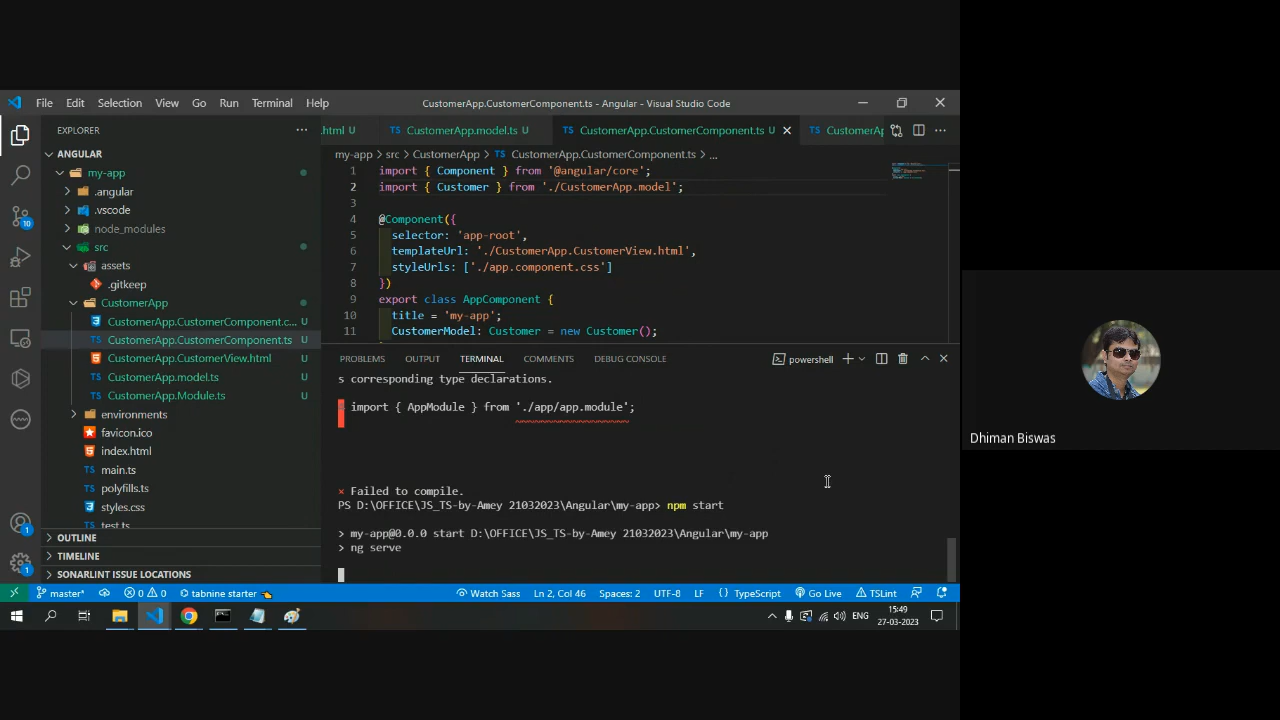 File Edit Selection View Go Run Terminal Help
CustomerApp.CustomerComponent.ts - Angular - Visual Studio Code
EXPLORER
ANGULAR
my-app
.angular
.vscode
node_modules
src
assets
.gitkeep
CustomerApp
CustomerApp.CustomerComponent.c... U
CustomerApp.CustomerComponent.ts U
CustomerApp.CustomerView.html U
CustomerApp.model.ts U
CustomerApp.Module.ts U
environments
favicon.ico
index.html
main.ts
polyfills.ts
styles.css
test.ts
OUTLINE
TIMELINE
SONARLINT ISSUE LOCATIONS
.html U TS CustomerApp.model.ts U TS CustomerApp.CustomerComponent.ts U TS CustomerAp
my-app > src > CustomerApp > TS CustomerApp.CustomerComponent.ts > ...
1 import { Component } from '@angular/core';
2 import { Customer } from './CustomerApp.model';
3
4 @Component({
5 selector: 'app-root',
6 templateUrl: './CustomerApp.CustomerView.html',
7 styleUrls: ['./app.component.css']
8 })
9 export class AppComponent {
10 title = 'my-app';
11 CustomerModel: Customer = new Customer();
PROBLEMS OUTPUT TERMINAL COMMENTS DEBUG CONSOLE powershell
s corresponding type declarations.
import { AppModule } from './app/app.module';
~~~~~~~~~~~~~~~~~~~~
× Failed to compile.
PS D:\OFFICE\JS_TS-by-Amey 21032023\Angular\my-app> npm start
> my-app@0.0.0 start D:\OFFICE\JS_TS-by-Amey 21032023\Angular\my-app
> ng serve
master* 0 0 tabnine starter Watch Sass Ln 2, Col 46 Spaces: 2 UTF-8 LF { } TypeScript Go Live TSLint
ENG 15:49
27-03-2023
Dhiman Biswas